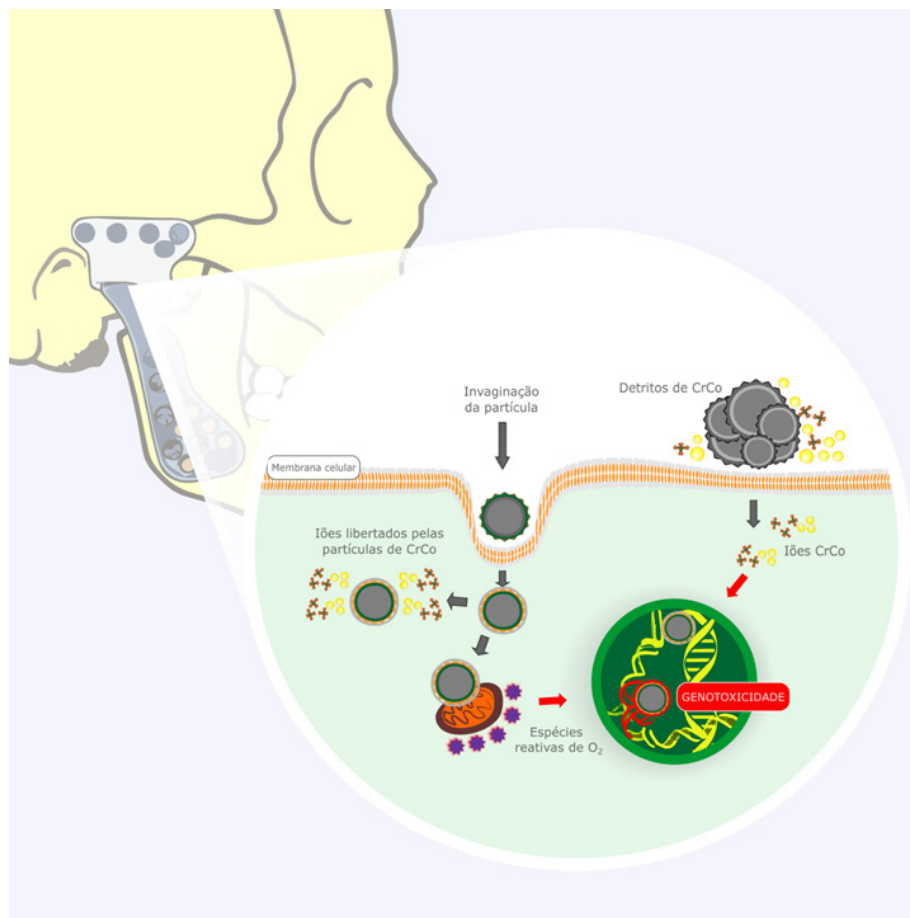 Invaginação
da partícula
Detritos de CrCo
Membrana celular
Iões libertados pelas
partículas de CrCo
Iões CrCo
GENOTOXICIDADE
Espécies
reativas de O₂